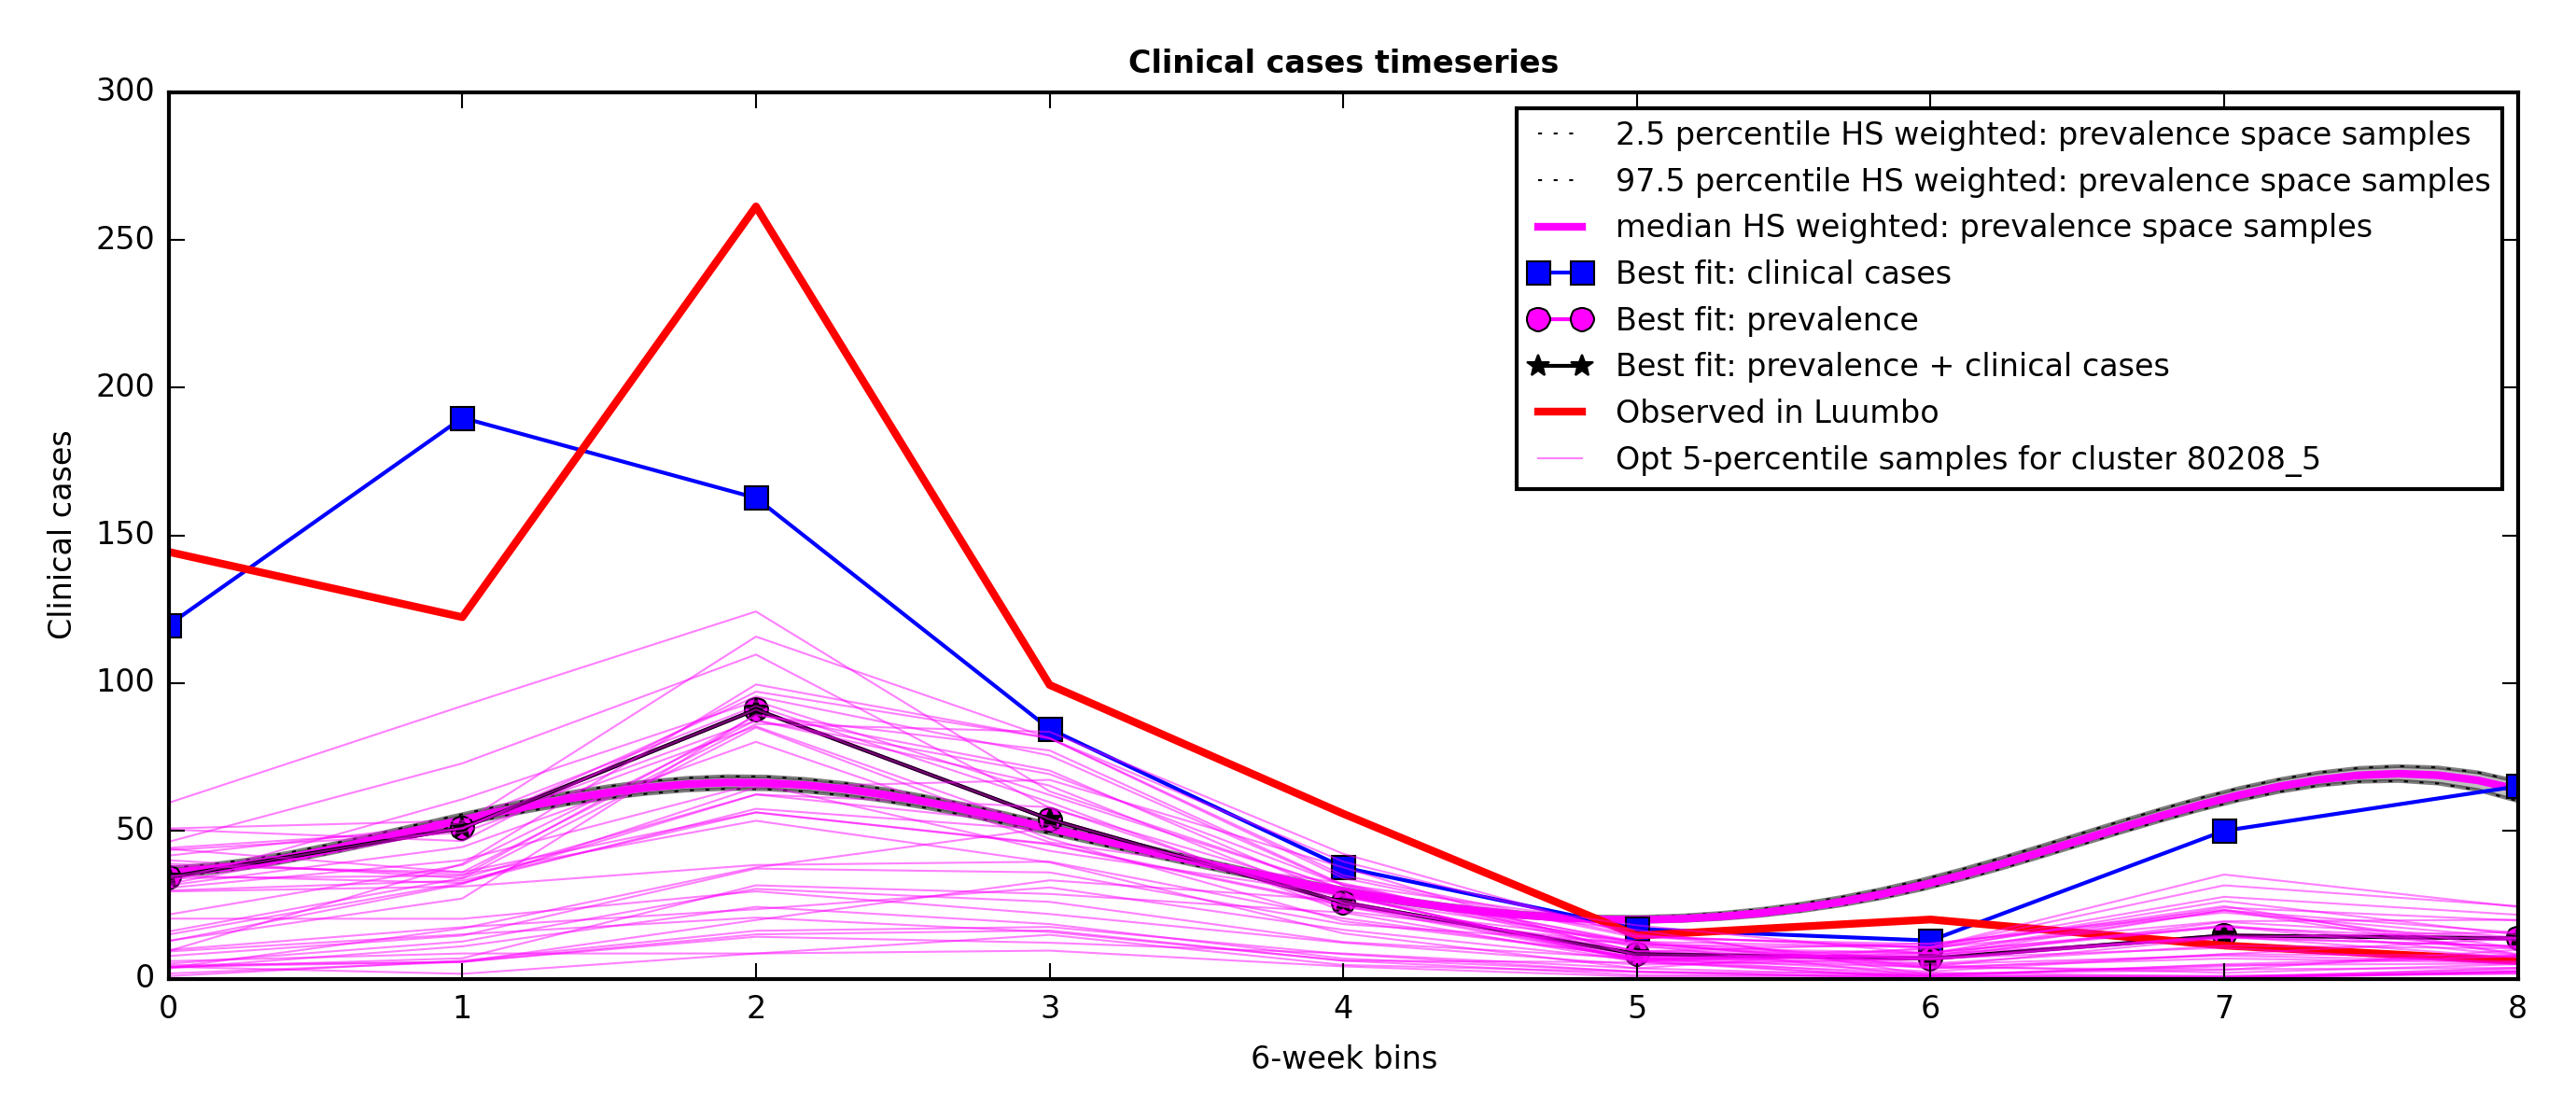 Clinical cases timeseries
300
250
200
150
100
50
0
Clinical cases
2.5 percentile HS weighted: prevalence space samples
97.5 percentile HS weighted: prevalence space samples
median HS weighted: prevalence space samples
Best fit: clinical cases
Best fit: prevalence
Best fit: prevalence + clinical cases
Observed in Luumbo
Opt 5-percentile samples for cluster 80208_5
0 1 2 3 4 5 6 7 8
6-week bins